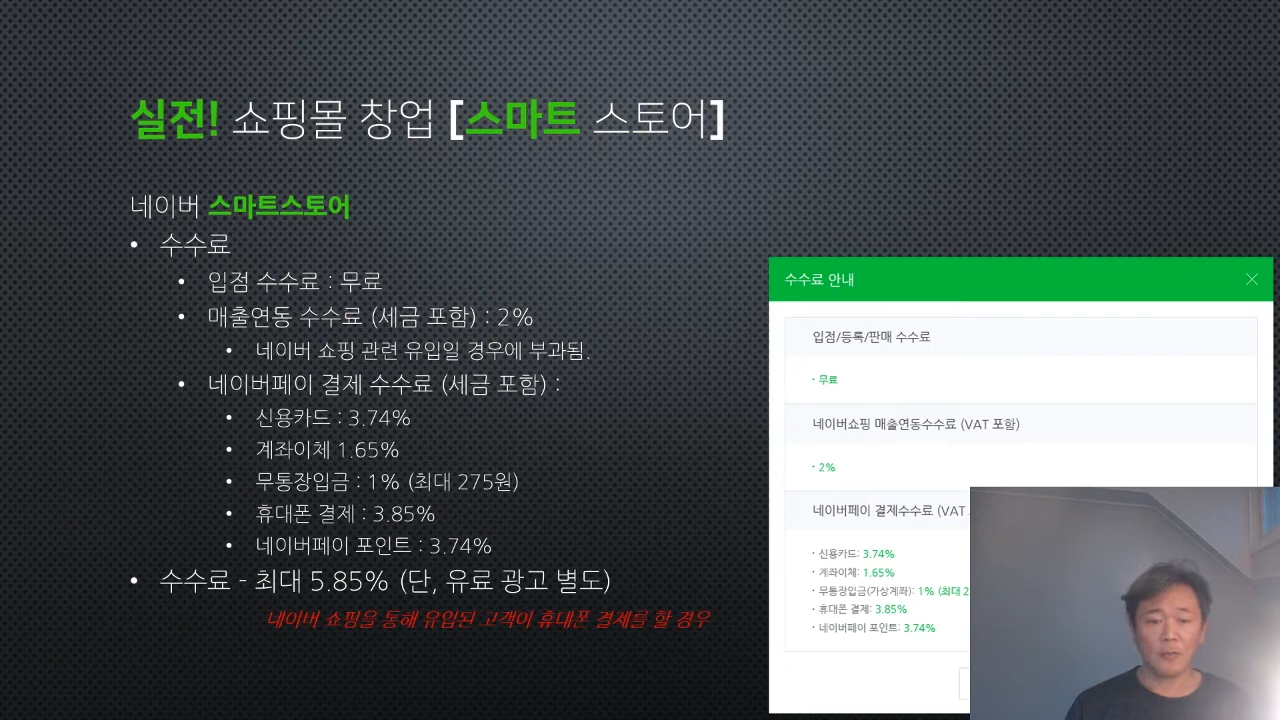 실전! 쇼핑몰 창업 [스마트 스토어]
네이버 스마트스토어
• 수수료
• 입점 수수료 : 무료
• 매출연동 수수료 (세금 포함) : 2%
• 네이버 쇼핑 관련 유입일 경우에 부과됨.
• 네이버페이 결제 수수료 (세금 포함) :
• 신용카드 : 3.74%
• 계좌이체 1.65%
• 무통장입금 : 1% (최대 275원)
• 휴대폰 결제 : 3.85%
• 네이버페이 포인트 : 3.74%
• 수수료 - 최대 5.85% (단, 유료 광고 별도)
네이버 쇼핑을 통해 유입된 고객이 휴대폰 결제를 할 경우
수수료 안내
입점/등록/판매 수수료
· 무료
네이버쇼핑 매출연동수수료 (VAT 포함)
· 2%
네이버페이 결제수수료 (VAT
· 신용카드: 3.74%
· 계좌이체: 1.65%
· 무통장입금(가상계좌): 1% (최대 2
· 휴대폰 결제: 3.85%
· 네이버페이 포인트: 3.74%